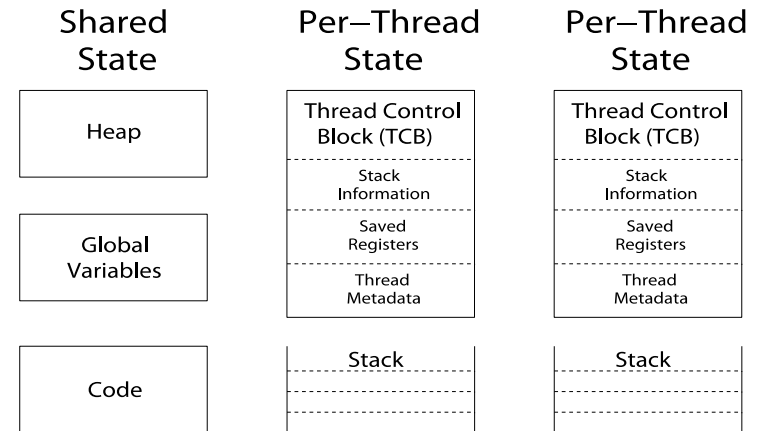 Shared
State
Heap
Global
Variables
Code
Per–Thread
State
Thread Control
Block (TCB)
Stack
Information
Saved
Registers
Thread
Metadata
Stack
Per–Thread
State
Thread Control
Block (TCB)
Stack
Information
Saved
Registers
Thread
Metadata
Stack